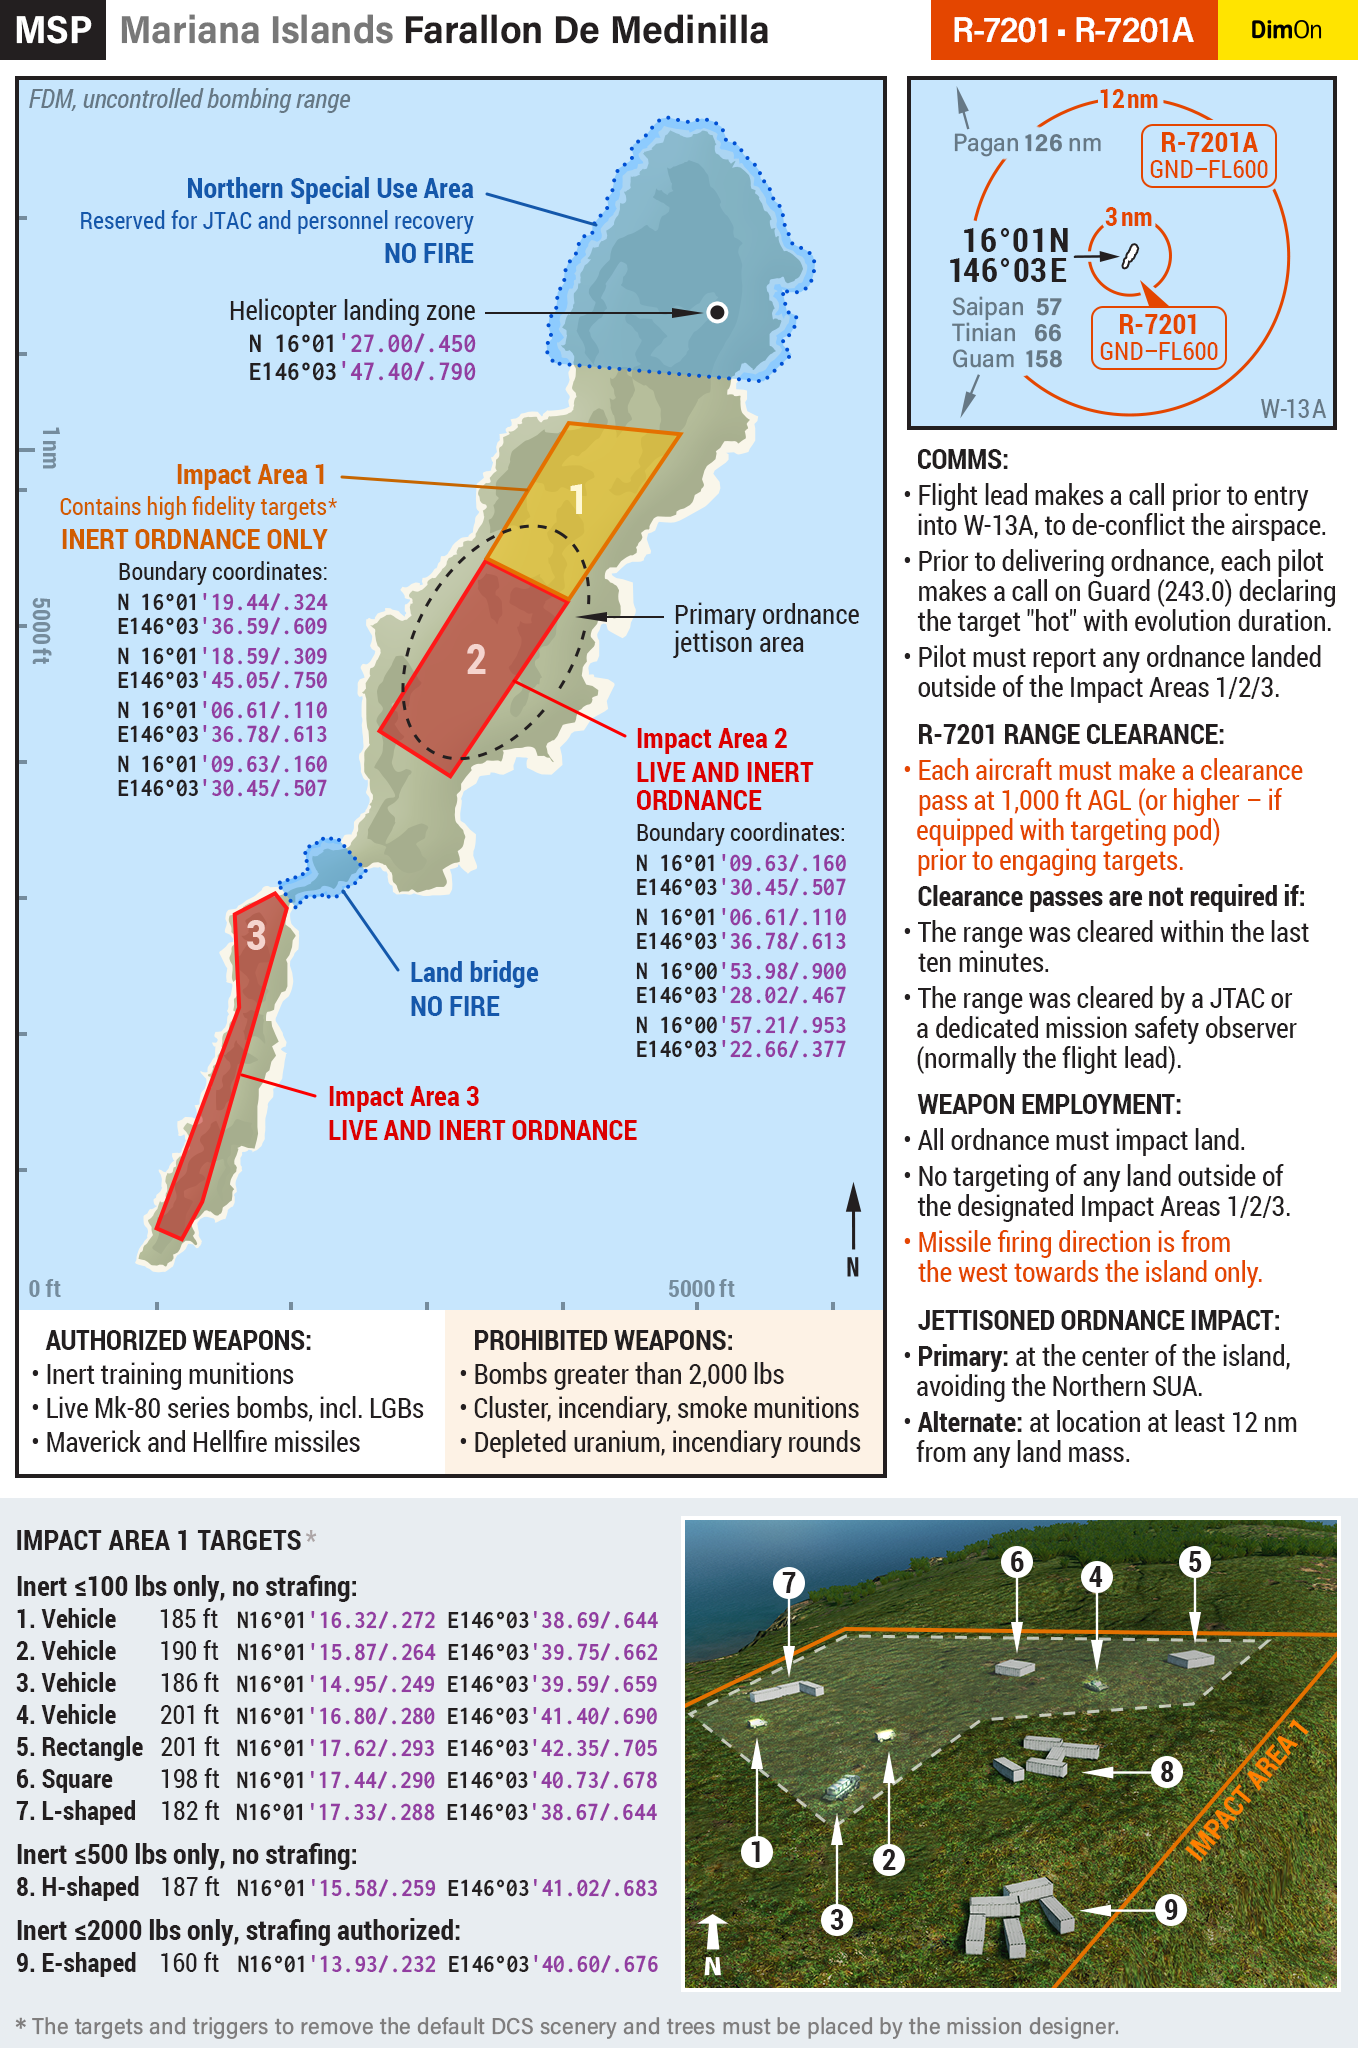 MSP Mariana Islands Farallon De Medinilla
R-7201 ▪ R-7201A
DimOn
FDM, uncontrolled bombing range
Northern Special Use Area
Reserved for JTAC and personnel recovery
NO FIRE
Helicopter landing zone
N 16°01'27.00/.450
E146°03'47.40/.790
1 nm
5000 ft
Impact Area 1
Contains high fidelity targets*
INERT ORDNANCE ONLY
Boundary coordinates:
N 16°01'19.44/.324
E146°03'36.59/.609
N 16°01'18.59/.309
E146°03'45.05/.750
N 16°01'06.61/.110
E146°03'36.78/.613
N 16°01'09.63/.160
E146°03'30.45/.507
1
2
3
Primary ordnance
jettison area
Impact Area 2
LIVE AND INERT
ORDNANCE
Boundary coordinates:
N 16°01'09.63/.160
E146°03'30.45/.507
N 16°01'06.61/.110
E146°03'36.78/.613
N 16°00'53.98/.900
E146°03'28.02/.467
N 16°00'57.21/.953
E146°03'22.66/.377
Land bridge
NO FIRE
Impact Area 3
LIVE AND INERT ORDNANCE
N
0 ft
5000 ft
AUTHORIZED WEAPONS:
• Inert training munitions
• Live Mk-80 series bombs, incl. LGBs
• Maverick and Hellfire missiles
PROHIBITED WEAPONS:
• Bombs greater than 2,000 lbs
• Cluster, incendiary, smoke munitions
• Depleted uranium, incendiary rounds
12 nm
Pagan 126 nm
R-7201A
GND–FL600
3 nm
16°01N
146°03E
Saipan 57
Tinian 66
Guam 158
R-7201
GND–FL600
W-13A
COMMS:
• Flight lead makes a call prior to entry
into W-13A, to de-conflict the airspace.
• Prior to delivering ordnance, each pilot
makes a call on Guard (243.0) declaring
the target "hot" with evolution duration.
• Pilot must report any ordnance landed
outside of the Impact Areas 1/2/3.
R-7201 RANGE CLEARANCE:
• Each aircraft must make a clearance
pass at 1,000 ft AGL (or higher – if
equipped with targeting pod)
prior to engaging targets.
Clearance passes are not required if:
• The range was cleared within the last
ten minutes.
• The range was cleared by a JTAC or
a dedicated mission safety observer
(normally the flight lead).
WEAPON EMPLOYMENT:
• All ordnance must impact land.
• No targeting of any land outside of
the designated Impact Areas 1/2/3.
• Missile firing direction is from
the west towards the island only.
JETTISONED ORDNANCE IMPACT:
• Primary: at the center of the island,
avoiding the Northern SUA.
• Alternate: at location at least 12 nm
from any land mass.
IMPACT AREA 1 TARGETS*
Inert ≤100 lbs only, no strafing:
1. Vehicle 185 ft N16°01'16.32/.272 E146°03'38.69/.644
2. Vehicle 190 ft N16°01'15.87/.264 E146°03'39.75/.662
3. Vehicle 186 ft N16°01'14.95/.249 E146°03'39.59/.659
4. Vehicle 201 ft N16°01'16.80/.280 E146°03'41.40/.690
5. Rectangle 201 ft N16°01'17.62/.293 E146°03'42.35/.705
6. Square 198 ft N16°01'17.44/.290 E146°03'40.73/.678
7. L-shaped 182 ft N16°01'17.33/.288 E146°03'38.67/.644
Inert ≤500 lbs only, no strafing:
8. H-shaped 187 ft N16°01'15.58/.259 E146°03'41.02/.683
Inert ≤2000 lbs only, strafing authorized:
9. E-shaped 160 ft N16°01'13.93/.232 E146°03'40.60/.676
7
6
4
5
8
1
2
3
9
IMPACT AREA 1
N
* The targets and triggers to remove the default DCS scenery and trees must be placed by the mission designer.